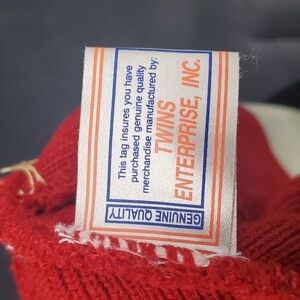 This tag insures you have
purchased genuine quality
merchandise manufactured by:
TWINS
ENTERPRISE, INC.
GENUINE QUALITY